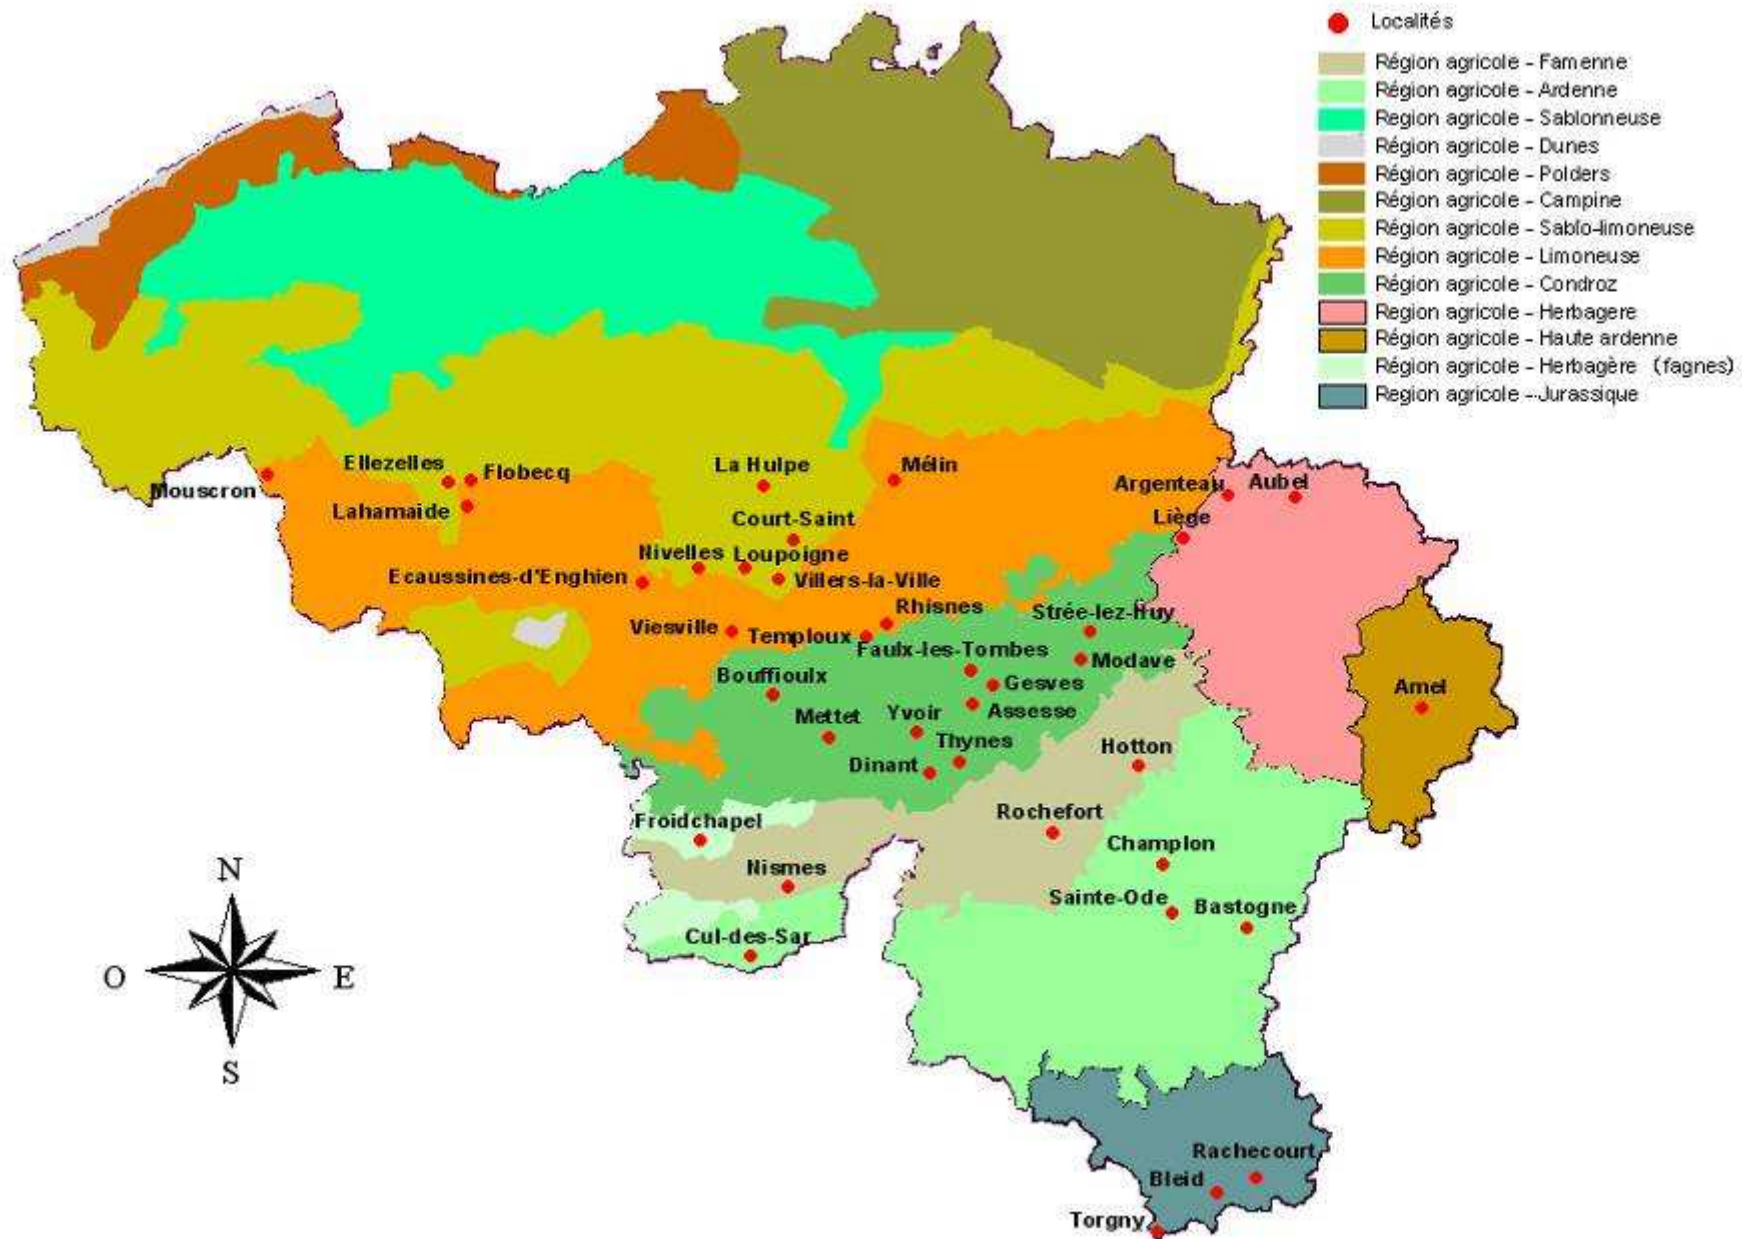 Localités
Région agricole - Famenne
Région agricole - Ardenne
Region agricole - Sablonneuse
Région agricole - Dunes
Région agricole - Polders
Région agricole - Campine
Région agricole - Sablo-limoneuse
Région agricole - Limoneuse
Région agricole - Condroz
Region agricole - Herbagere
Région agricole - Haute ardenne
Région agricole - Herbagère (fagnes)
Region agricole - Jurassique
Ellezelles
Flobecq
La Hulpe
Mélin
Mouscron
Argenteau
Aubel
Lahamaide
Court-Saint
Liège
Nivelles
Loupoigne
Ecaussines-d'Enghien
Villers-la-Ville
Rhisnes
Strée-lez-Huy
Viesville
Temploux
Faulx-les-Tombes
Modave
Bouffioulx
Gesves
Amel
Mettet
Yvoir
Assesse
Thynes
Hotton
Dinant
Froidchapel
Rochefort
Champlon
Nismes
Sainte-Ode
Bastogne
Cul-des-Sar
N
O
E
S
Rachecourt
Bleid
Torgny